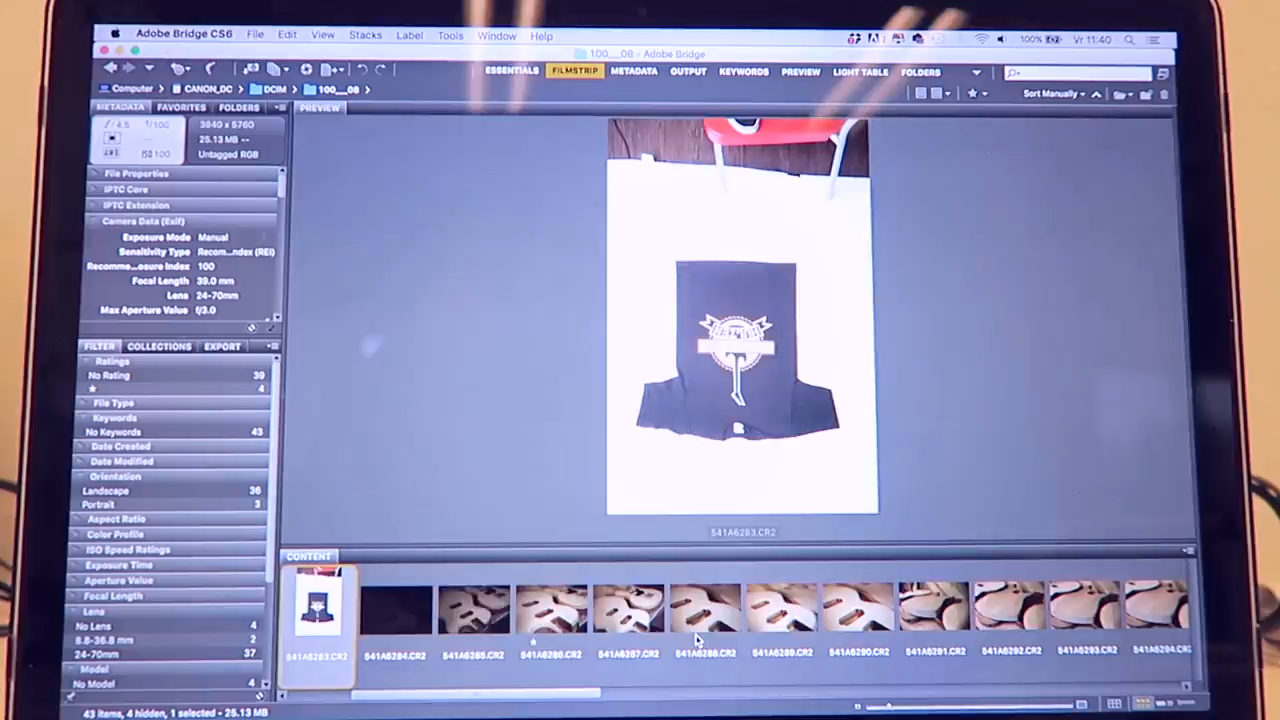 Adobe Bridge CS6 File Edit View Stacks Label Tools Window Help 100% Vr 11:40
100__08 - Adobe Bridge
ESSENTIALS FILMSTRIP METADATA OUTPUT KEYWORDS PREVIEW LIGHT TABLE FOLDERS
Computer CANON_DC DCIM 100__08 Sort Manually
METADATA FAVORITES FOLDERS PREVIEW
f/4.5 1/100 3840 x 5760
25.13 MB --
ISO100 Untagged RGB
File Properties
IPTC Core
IPTC Extension
Camera Data (Exif)
Exposure Mode Manual
Sensitivity Type Recom...ndex (REI)
Recomme...osure Index 100
Focal Length 39.0 mm
Lens 24-70mm
Max Aperture Value f/3.0
FILTER COLLECTIONS EXPORT
Ratings
No Rating 39
★ 4
File Type
Keywords
No Keywords 43
Date Created
Date Modified
Orientation
Landscape 36
Portrait 3
Aspect Ratio
Color Profile
ISO Speed Ratings
Exposure Time
Aperture Value
Focal Length
Lens
No Lens 4
8.8-36.8 mm 2
24-70mm 37
Model
No Model 4
43 items, 4 hidden, 1 selected - 25.13 MB
541A6283.CR2
CONTENT
541A6283.CR2 541A6284.CR2 541A6285.CR2 541A6286.CR2 541A6287.CR2 541A6288.CR2 541A6289.CR2 541A6290.CR2 541A6291.CR2 541A6292.CR2 541A6293.CR2 541A6294.CR2